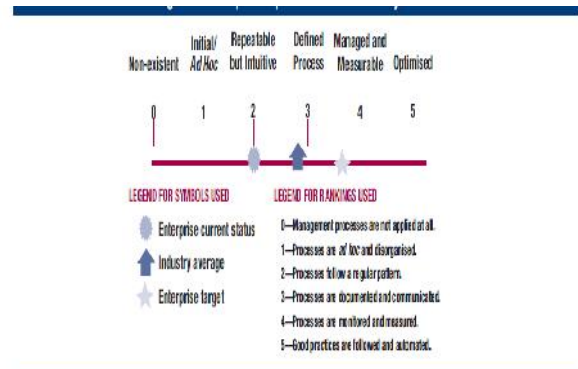 Initial/ Repeatable Defined Managed and
Non-existent Ad Hoc but Intuitive Process Measurable Optimised
0 1 2 3 4 5
LEGEND FOR SYMBOLS USED
Enterprise current status
Industry average
Enterprise target
LEGEND FOR RANKINGS USED
0—Management processes are not applied at all.
1—Processes are ad hoc and disorganised.
2—Processes follow a regular pattern.
3—Processes are documented and communicated.
4—Processes are monitored and measured.
5—Good practices are followed and automated.